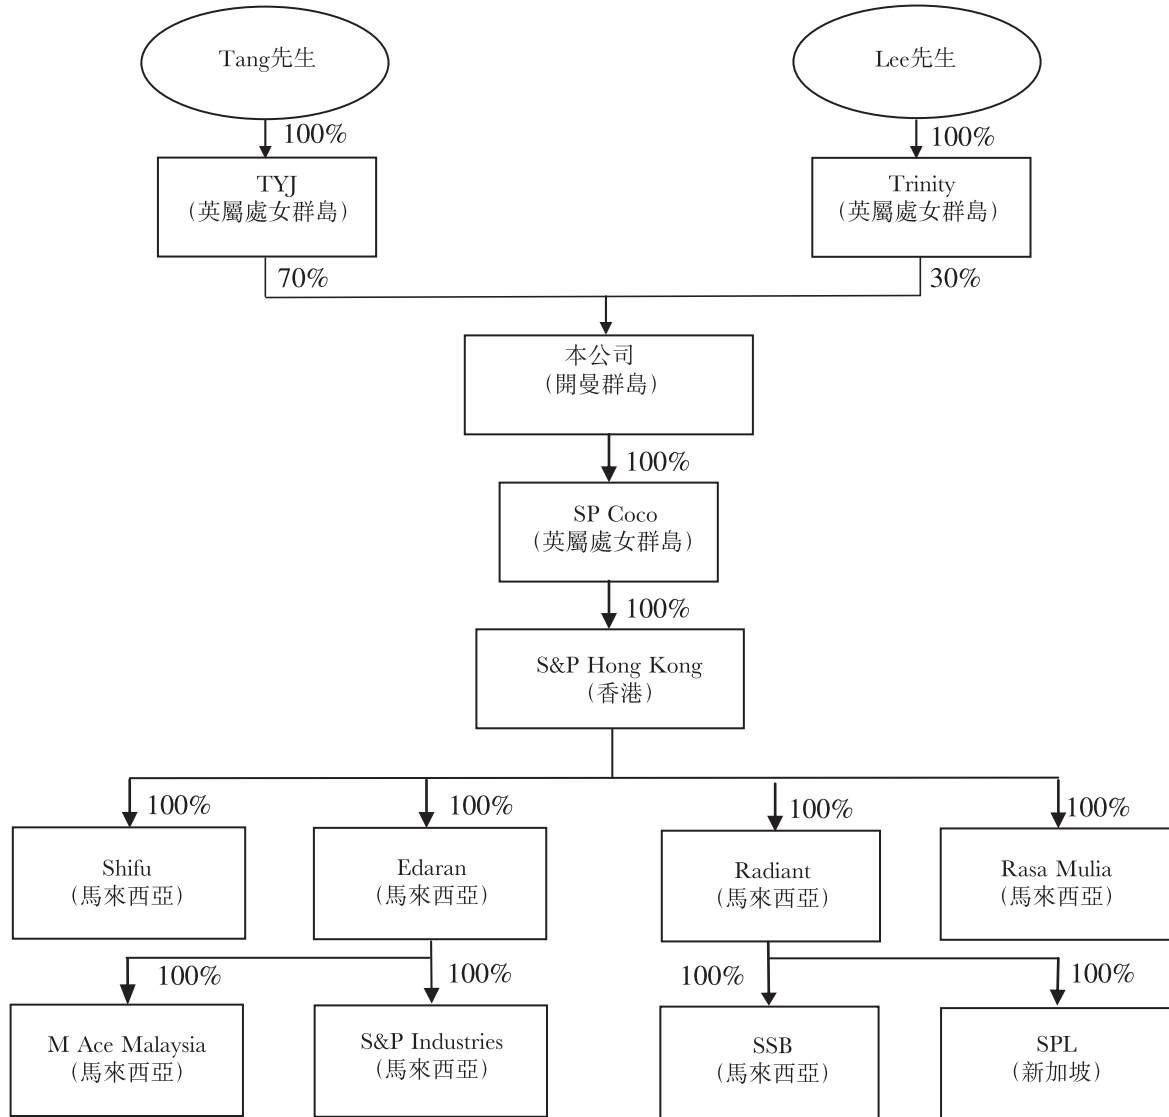 Tang先生
Lee先生
100%
100%
TYJ
（英屬處女群島）
Trinity
（英屬處女群島）
70%
30%
本公司
（開曼群島）
100%
SP Coco
（英屬處女群島）
100%
S&P Hong Kong
（香港）
100%
100%
100%
100%
Shifu
（馬來西亞）
Edaran
（馬來西亞）
Radiant
（馬來西亞）
Rasa Mulia
（馬來西亞）
100%
100%
100%
100%
M Ace Malaysia
（馬來西亞）
S&P Industries
（馬來西亞）
SSB
（馬來西亞）
SPL
（新加坡）